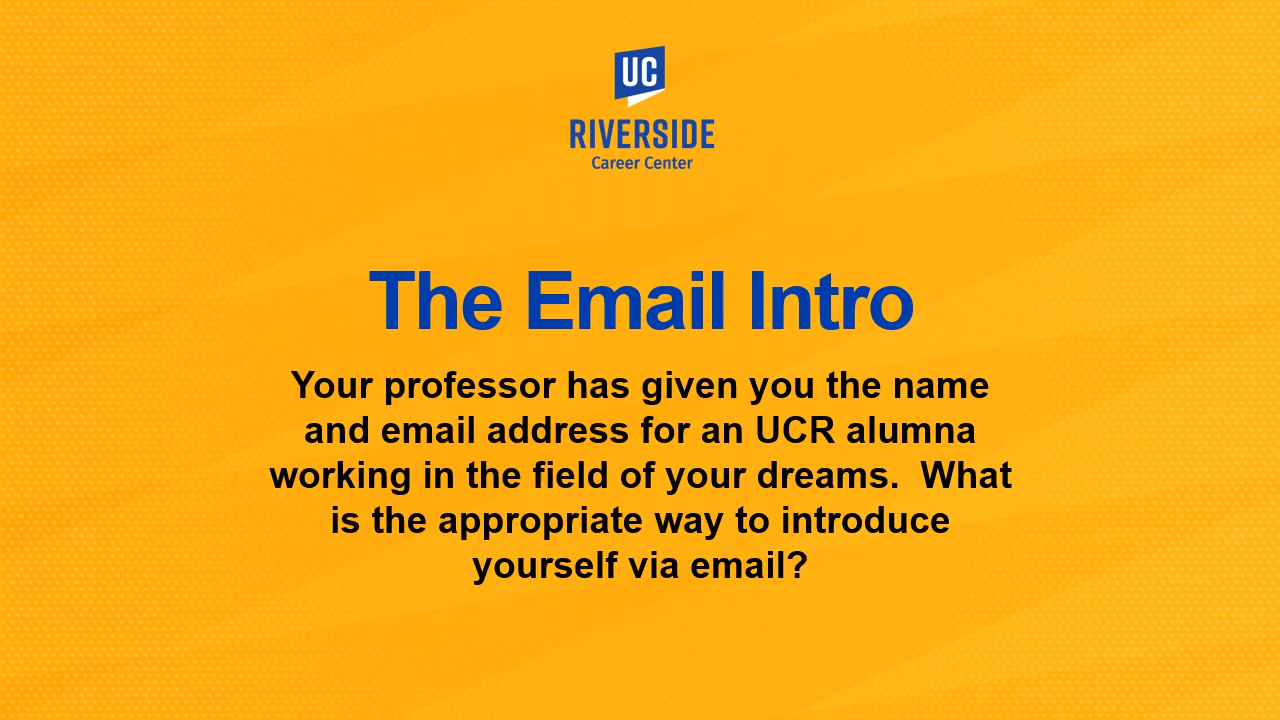 UC
RIVERSIDE
Career Center
The Email Intro
Your professor has given you the name
and email address for an UCR alumna
working in the field of your dreams.  What
is the appropriate way to introduce
yourself via email?